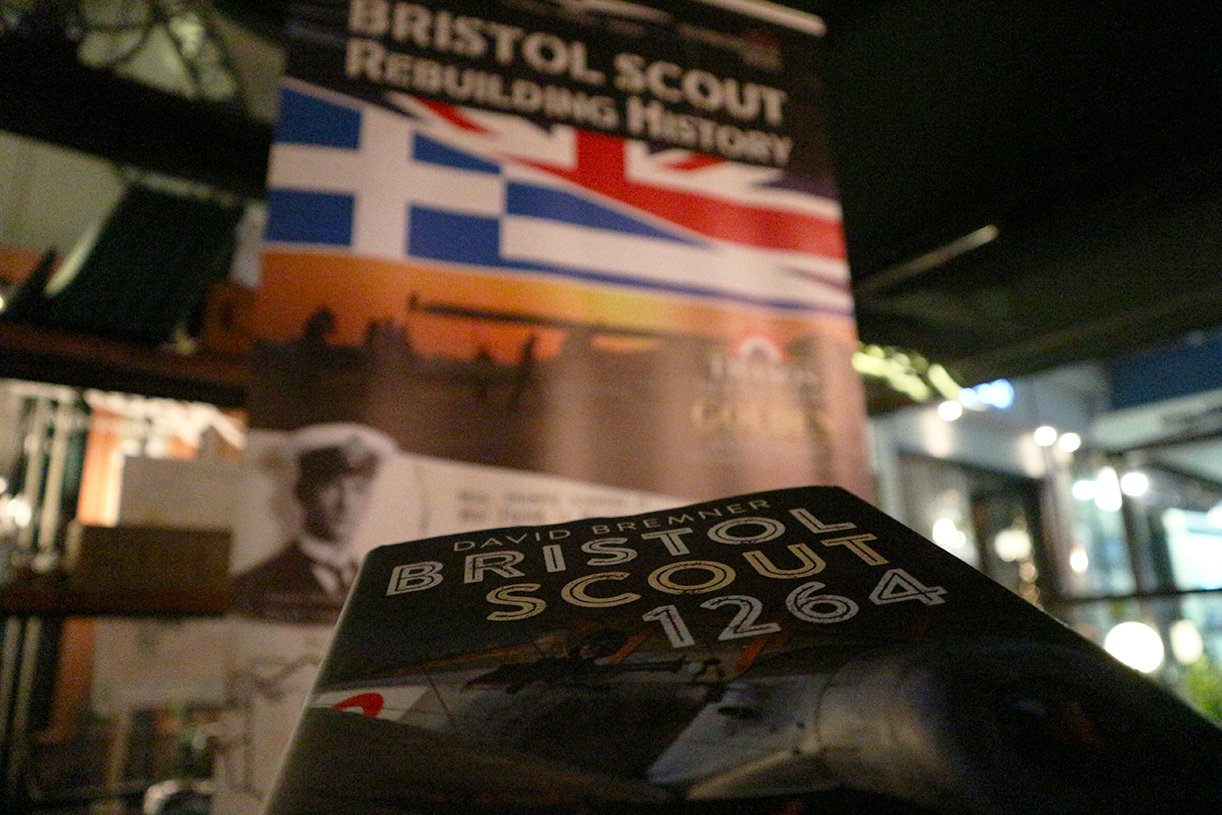 BRISTOL SCOUT
REBUILDING HISTORY
DAVID BREMNER
BRISTOL
SCOUT
1264